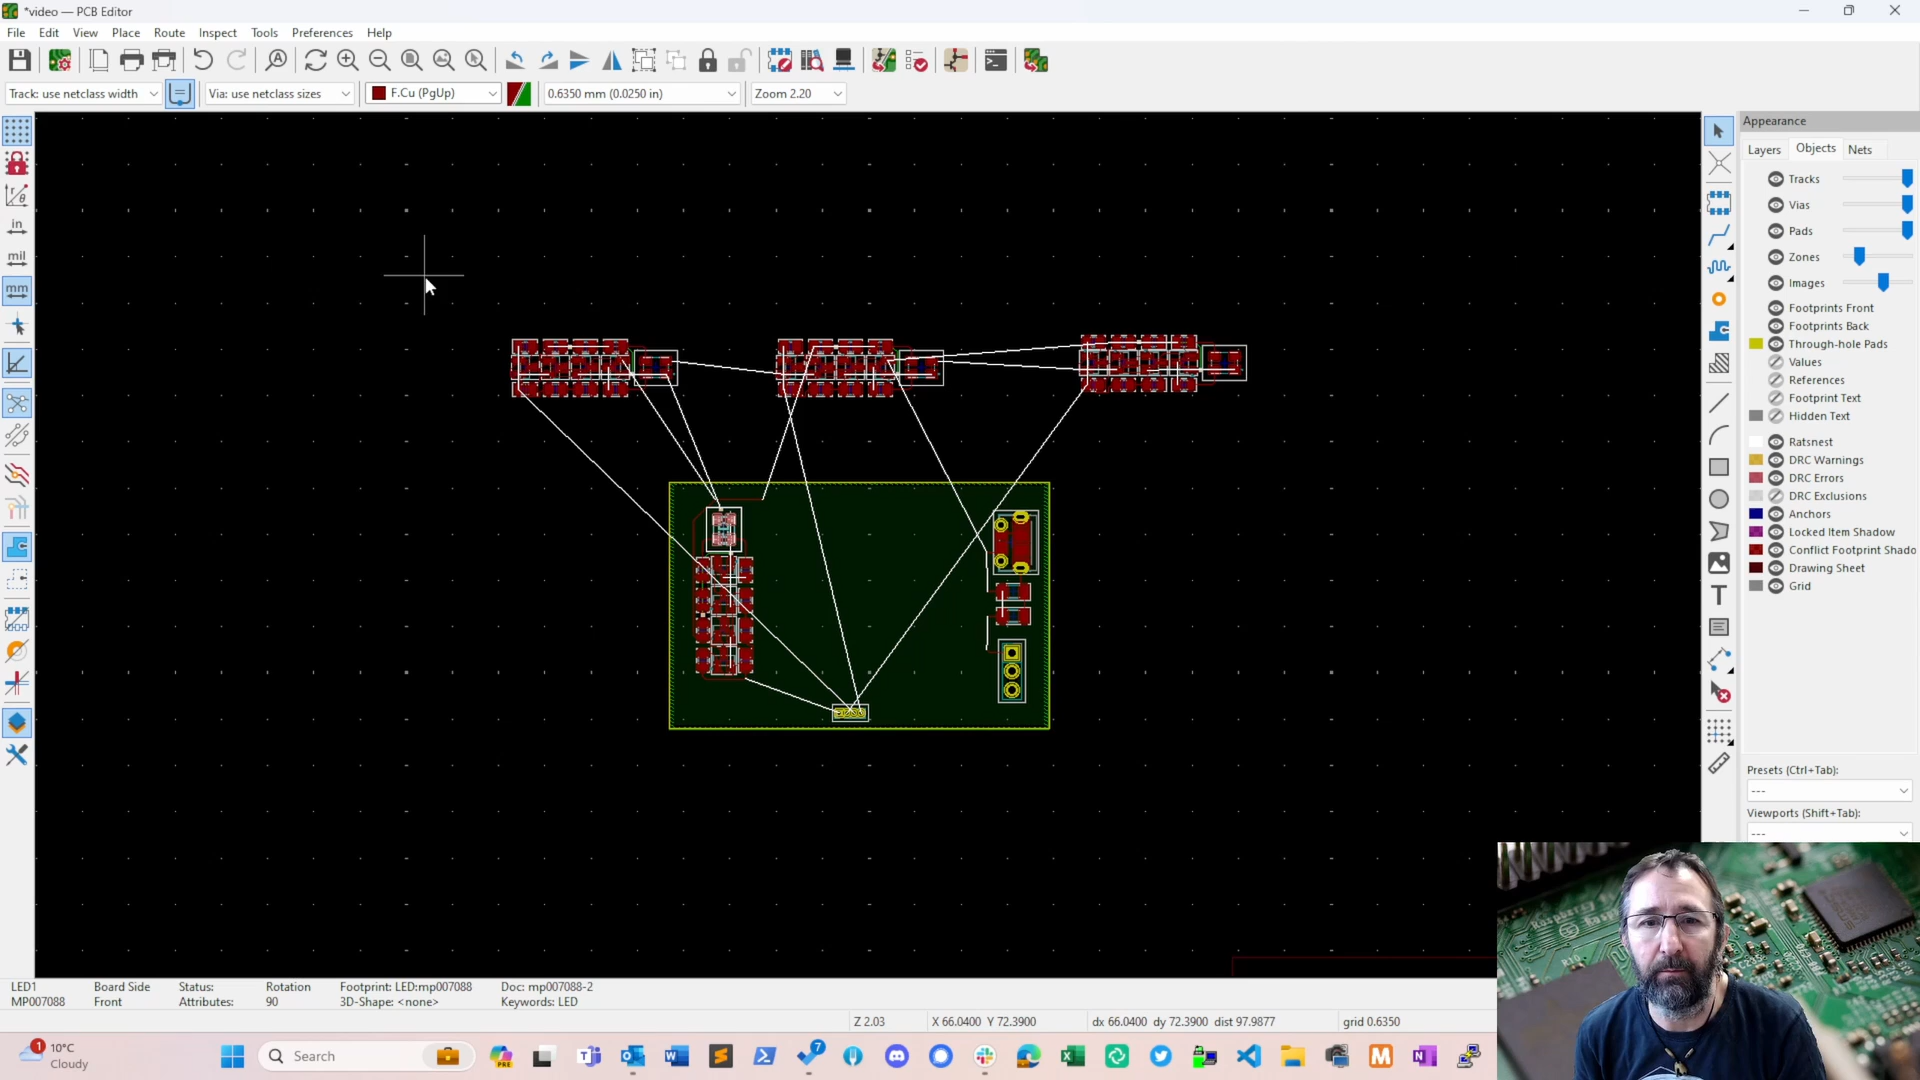 *video — PCB Editor
File Edit View Place Route Inspect Tools Preferences Help
Track: use netclass width
Via: use netclass sizes
F.Cu (PgUp)
0.6350 mm (0.0250 in)
Zoom 2.20
in
mil
mm
Appearance
Layers Objects Nets
Tracks
Vias
Pads
Zones
Images
Footprints Front
Footprints Back
Through-hole Pads
Values
References
Footprint Text
Hidden Text
Ratsnest
DRC Warnings
DRC Errors
DRC Exclusions
Anchors
Locked Item Shadow
Conflict Footprint Shado
Drawing Sheet
Grid
Presets (Ctrl+Tab):
---
Viewports (Shift+Tab):
---
LED1 Board Side Status: Rotation Footprint: LED:mp007088 Doc: mp007088-2
MP007088 Front Attributes: 90 3D-Shape: <none> Keywords: LED
Z 2.03 X 66.0400 Y 72.3900 dx 66.0400 dy 72.3900 dist 97.9877 grid 0.6350
1
10°C
Cloudy
Search
PRE
7